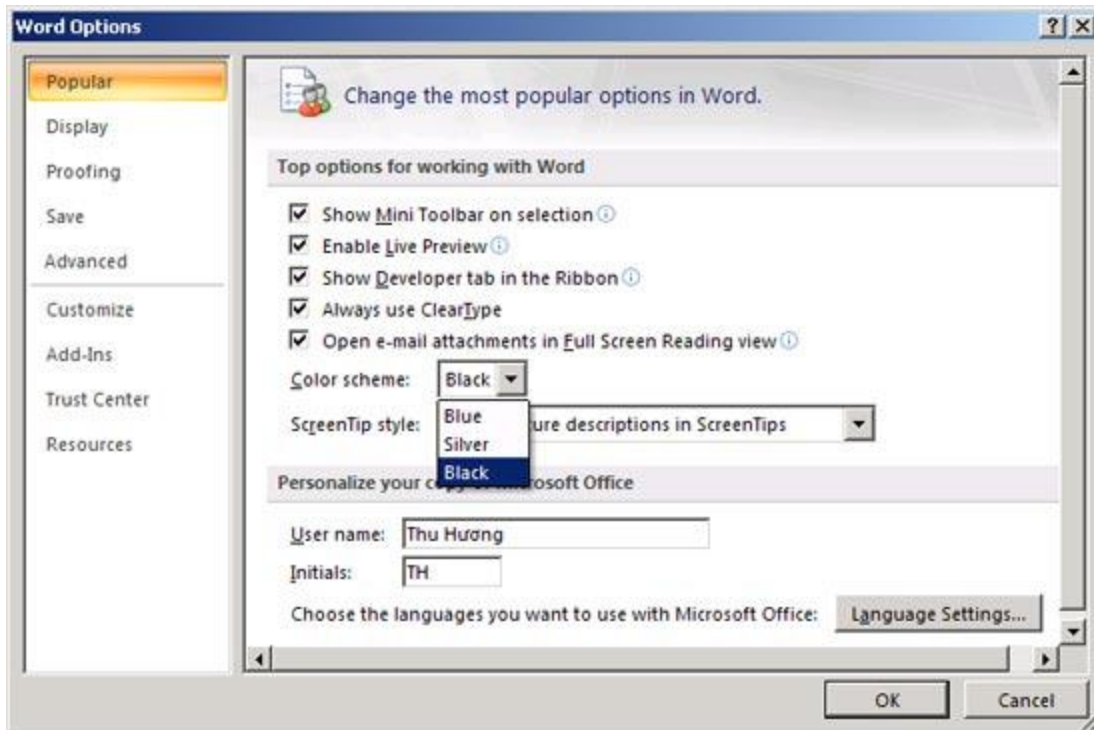 Word Options
Popular
Display
Proofing
Save
Advanced
Customize
Add-Ins
Trust Center
Resources
Change the most popular options in Word.
Top options for working with Word
Show Mini Toolbar on selection
Enable Live Preview
Show Developer tab in the Ribbon
Always use ClearType
Open e-mail attachments in Full Screen Reading view
Color scheme: Black
Blue
Silver
Black
ScreenTip style: descriptions in ScreenTips
Personalize your Office
User name: Thu Hương
Initials: TH
Choose the languages you want to use with Microsoft Office: Language Settings...
OK Cancel